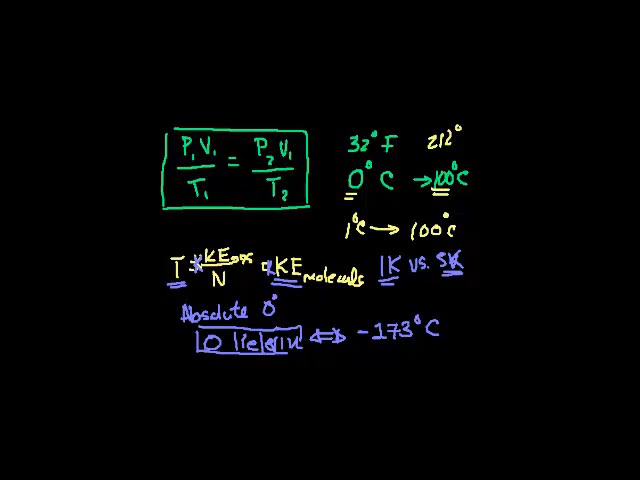 P₁V₁/T₁ = P₂V₁/T₂
32° F 212°
0° C → 100° C
1° C → 100° C
T = KE/N = KE molecule 1K vs. 5K
Absolute 0°
0 Kelvin ⇔ -173° C